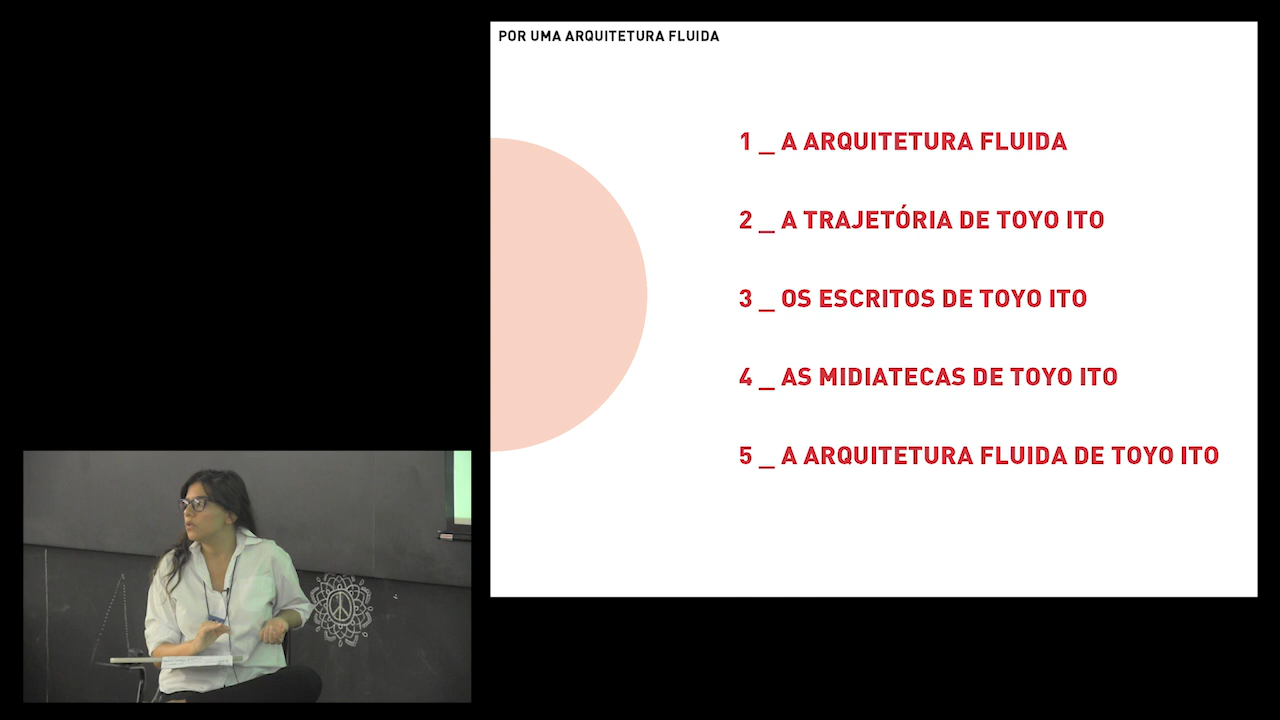 POR UMA ARQUITETURA FLUIDA
1 _ A ARQUITETURA FLUIDA
2 _ A TRAJETÓRIA DE TOYO ITO
3 _ OS ESCRITOS DE TOYO ITO
4 _ AS MIDIATECAS DE TOYO ITO
5 _ A ARQUITETURA FLUIDA DE TOYO ITO